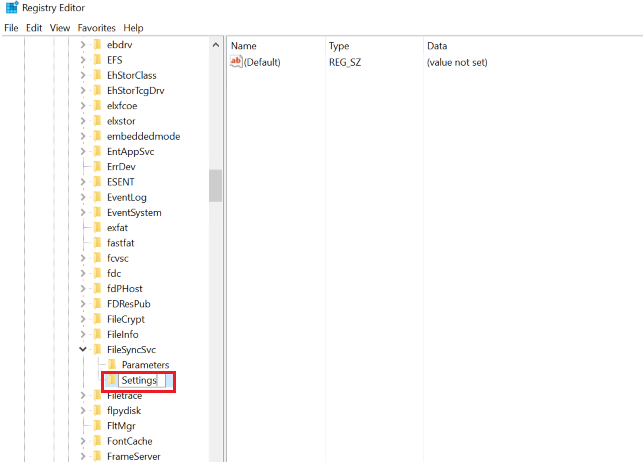 Registry Editor
File Edit View Favorites Help
ebdrv
EFS
EhStorClass
EhStorTcgDrv
elxfcoe
elxstor
embeddedmode
EntAppSvc
ErrDev
ESENT
EventLog
EventSystem
exfat
fastfat
fcvsc
fdc
fdPHost
FDResPub
FileCrypt
FileInfo
FileSyncSvc
Parameters
Settings
Filetrace
flpydisk
FltMgr
FontCache
FrameServer
Name Type Data
ab (Default) REG_SZ (value not set)